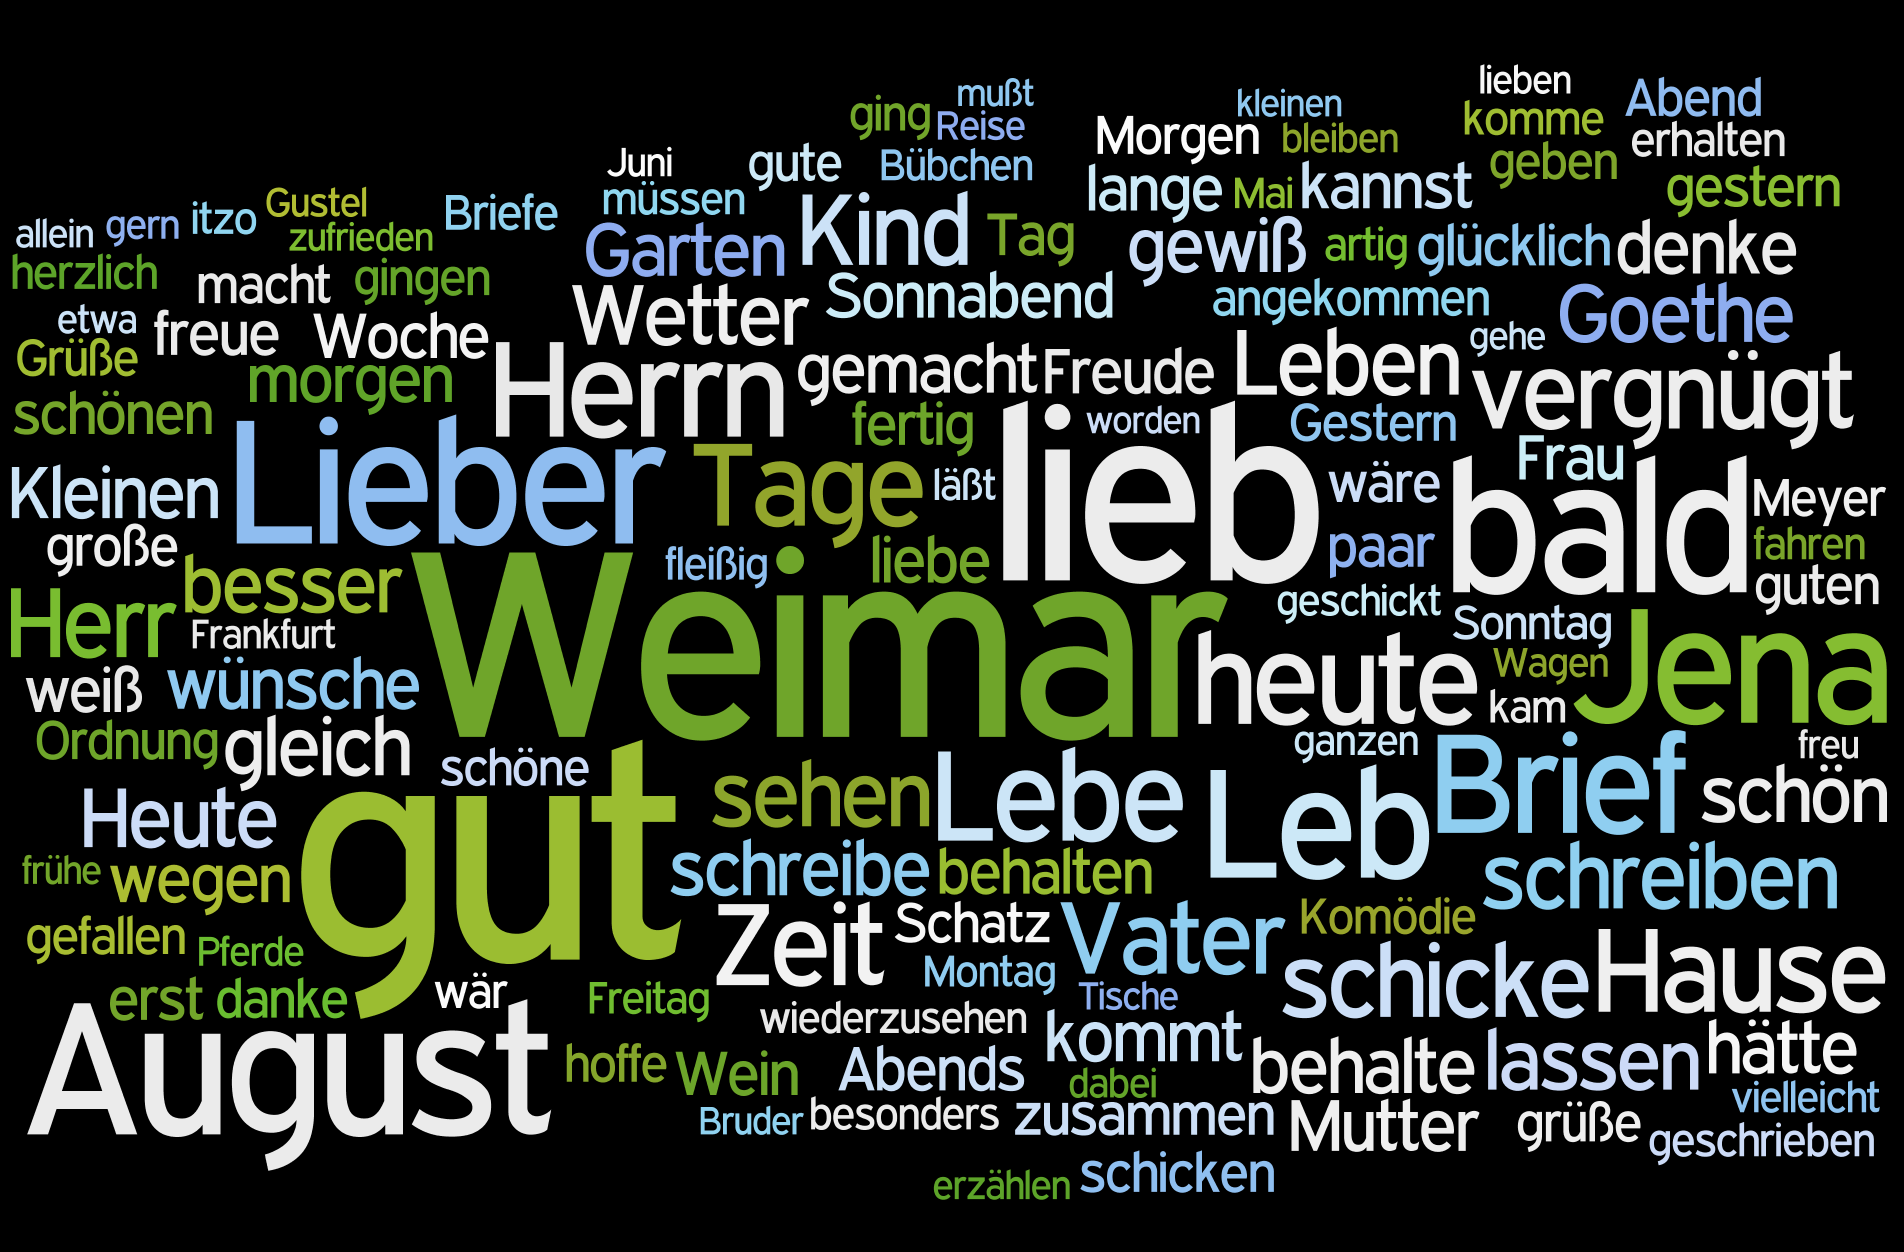 lieben
mußt
kleinen
Abend
ging
Reise
komme
Morgen
bleiben
erhalten
Juni
gute
Bübchen
geben
lange
Mai
kannst
gestern
müssen
Gustel
Briefe
itzo
gern
allein
zufrieden
Garten
Kind
Tag
gewiß
artig
glücklich
denke
herzlich
macht
gingen
Wetter
Sonnabend
angekommen
Goethe
etwa
freue
Woche
gehe
Grüße
morgen
Herrn
gemacht
Freude
Leben
vergnügt
schönen
fertig
worden
Gestern
Lieber
Tage
läßt
lieb
wäre
Frau
bald
Kleinen
Meyer
große
besser
fleißig
liebe
paar
fahren
guten
Herr
Frankfurt
Weimar
geschickt
Sonntag
weiß
wünsche
heute
Wagen
Jena
kam
Ordnung
gleich
schöne
ganzen
freu
Heute
gut
sehen
Lebe
Leb
Brief
schön
frühe
wegen
schreibe
behalten
schreiben
gefallen
Pferde
Zeit
Schatz
Vater
Komödie
erst
danke
wär
Freitag
Montag
Tische
schicke
Hause
August
wiederzusehen
kommt
hoffe
Wein
Abends
dabei
behalte
lassen
hätte
Bruder
besonders
zusammen
Mutter
grüße
vielleicht
geschrieben
erzählen
schicken